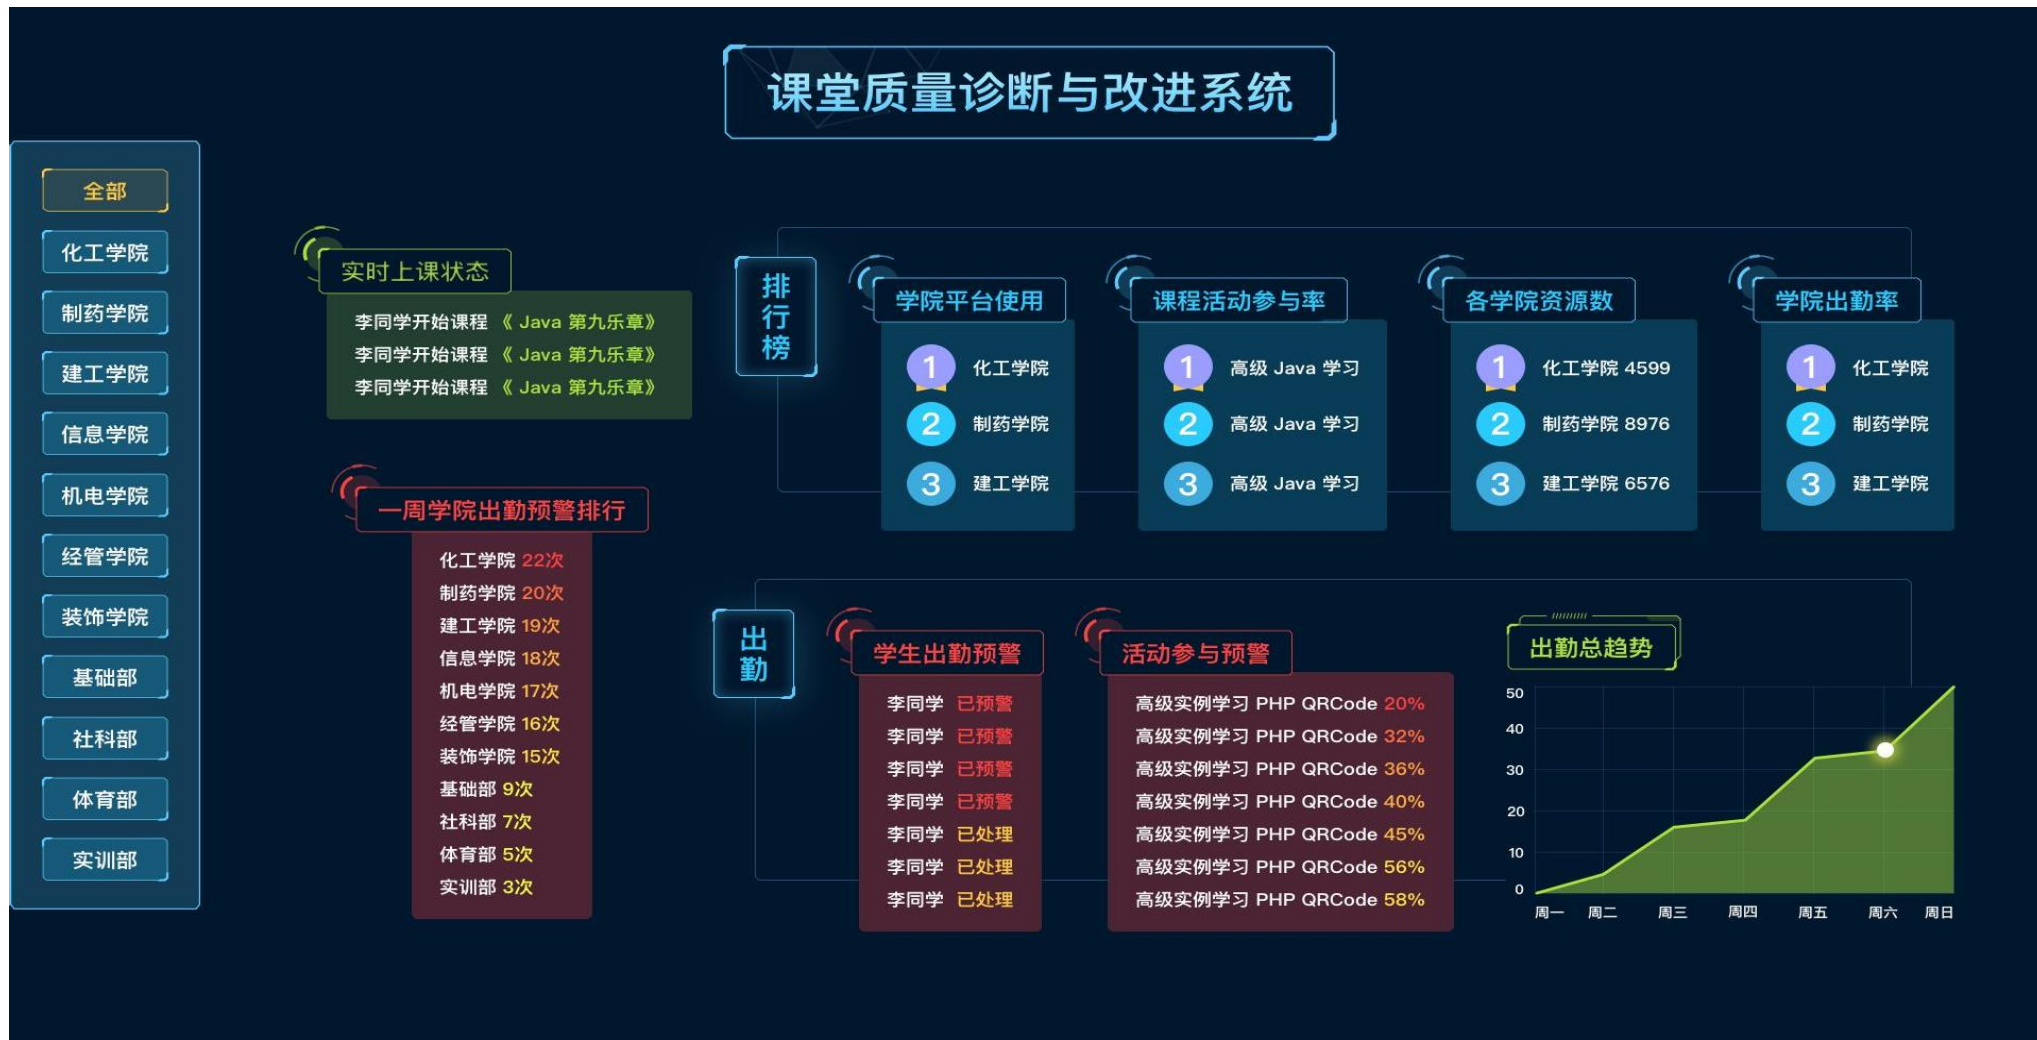 课堂质量诊断与改进系统
全部
化工学院
制药学院
建工学院
信息学院
机电学院
经管学院
装饰学院
基础部
社科部
体育部
实训部
实时上课状态
李同学开始课程《 Java 第九乐章》
李同学开始课程《 Java 第九乐章》
李同学开始课程《 Java 第九乐章》
一周学院出勤预警排行
化工学院 22次
制药学院 20次
建工学院 19次
信息学院 18次
机电学院 17次
经管学院 16次
装饰学院 15次
基础部 9次
社科部 7次
体育部 5次
实训部 3次
排行榜
学院平台使用
1 化工学院
2 制药学院
3 建工学院
课程活动参与率
1 高级 Java 学习
2 高级 Java 学习
3 高级 Java 学习
各学院资源数
1 化工学院 4599
2 制药学院 8976
3 建工学院 6576
学院出勤率
1 化工学院
2 制药学院
3 建工学院
出勤
学生出勤预警
李同学 已预警
李同学 已预警
李同学 已预警
李同学 已预警
李同学 已处理
李同学 已处理
李同学 已处理
活动参与预警
高级实例学习 PHP QRCode 20%
高级实例学习 PHP QRCode 32%
高级实例学习 PHP QRCode 36%
高级实例学习 PHP QRCode 40%
高级实例学习 PHP QRCode 45%
高级实例学习 PHP QRCode 56%
高级实例学习 PHP QRCode 58%
出勤总趋势
50
40
30
20
10
0
周一 周二 周三 周四 周五 周六 周日